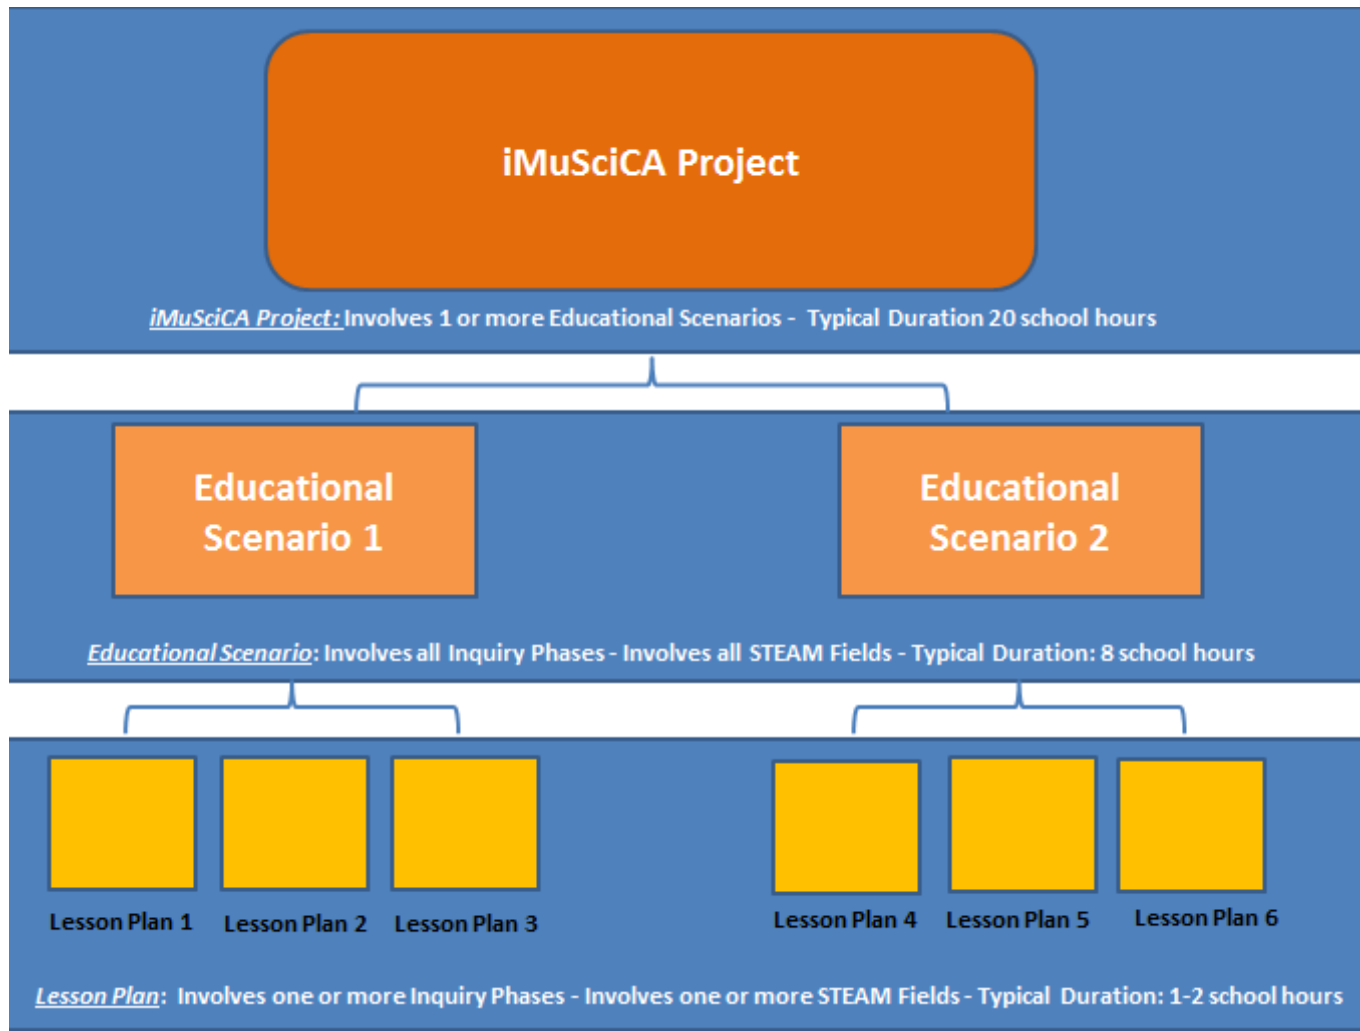 iMuSciCA Project
iMuSciCA Project: Involves 1 or more Educational Scenarios - Typical Duration 20 school hours
Educational
Scenario 1
Educational
Scenario 2
Educational Scenario: Involves all Inquiry Phases - Involves all STEAM Fields - Typical Duration: 8 school hours
Lesson Plan 1
Lesson Plan 2
Lesson Plan 3
Lesson Plan 4
Lesson Plan 5
Lesson Plan 6
Lesson Plan: Involves one or more Inquiry Phases - Involves one or more STEAM Fields - Typical Duration: 1-2 school hours